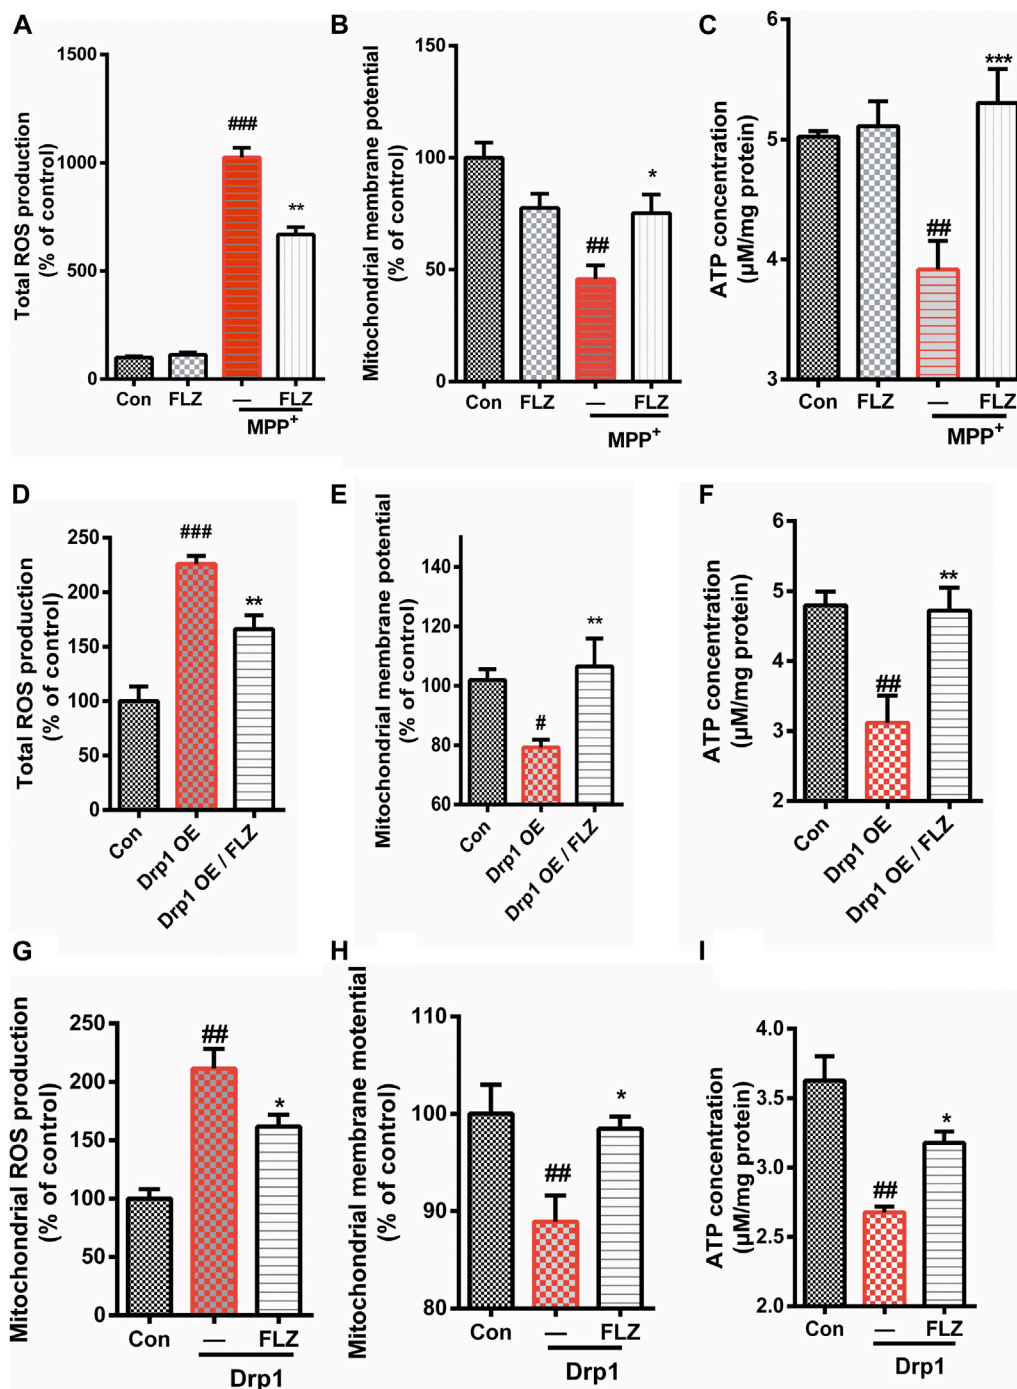 A
Total ROS production
(% of control)
1500
1000
500
0
###
**
Con FLZ — FLZ
MPP+
B
Mitochondrial membrane potential
(% of control)
150
100
50
0
##
*
Con FLZ — FLZ
MPP+
C
ATP concentration
(µM/mg protein)
6
5
4
3
##
***
Con FLZ — FLZ
MPP+
D
Total ROS production
(% of control)
250
200
150
100
50
0
###
**
Con
Drp1 OE
Drp1 OE / FLZ
E
Mitochondrial membrane potential
(% of control)
140
120
100
80
60
#
**
Con
Drp1 OE
Drp1 OE / FLZ
F
ATP concentration
(µM/mg protein)
6
5
4
3
2
##
**
Con
Drp1 OE
Drp1 OE / FLZ
G
Mitochondrial ROS production
(% of control)
250
200
150
100
50
0
##
*
Con — FLZ
Drp1
H
Mitochondrial membrane motential
(% of control)
110
100
90
80
##
*
Con — FLZ
Drp1
I
ATP concentration
(µM/mg protein)
4.0
3.5
3.0
2.5
2.0
##
*
Con — FLZ
Drp1